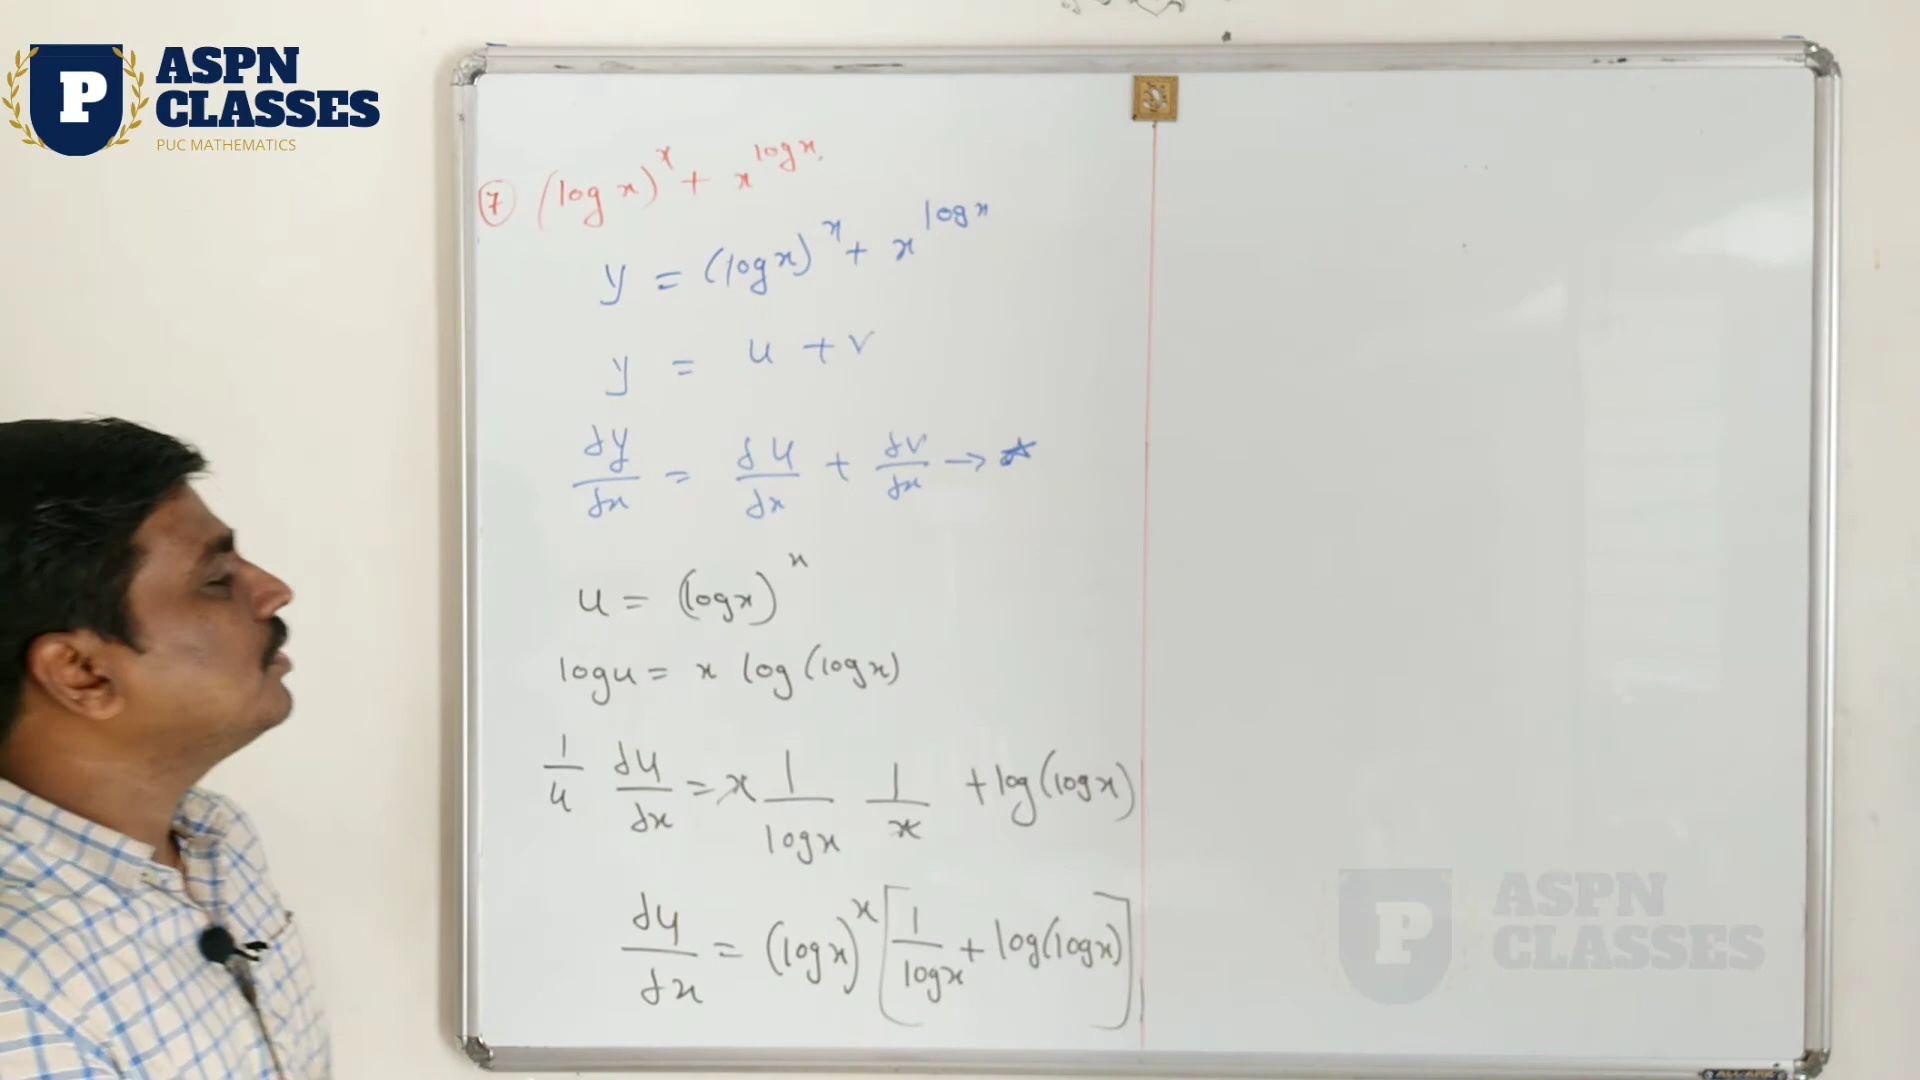 ASPN
CLASSES
PUC MATHEMATICS
P
⑦ (log x)^x + x^(log x).
y = (log x)^x + x^(log x)
y = u + v
dy/dx = du/dx + dv/dx → ☆
u = (log x)^x
log u = x log (log x)
1/u du/dx = x 1/(log x) 1/x + log (log x)
du/dx = (log x)^x [1/(log x) + log(log x)]
P
ASPN
CLASSES